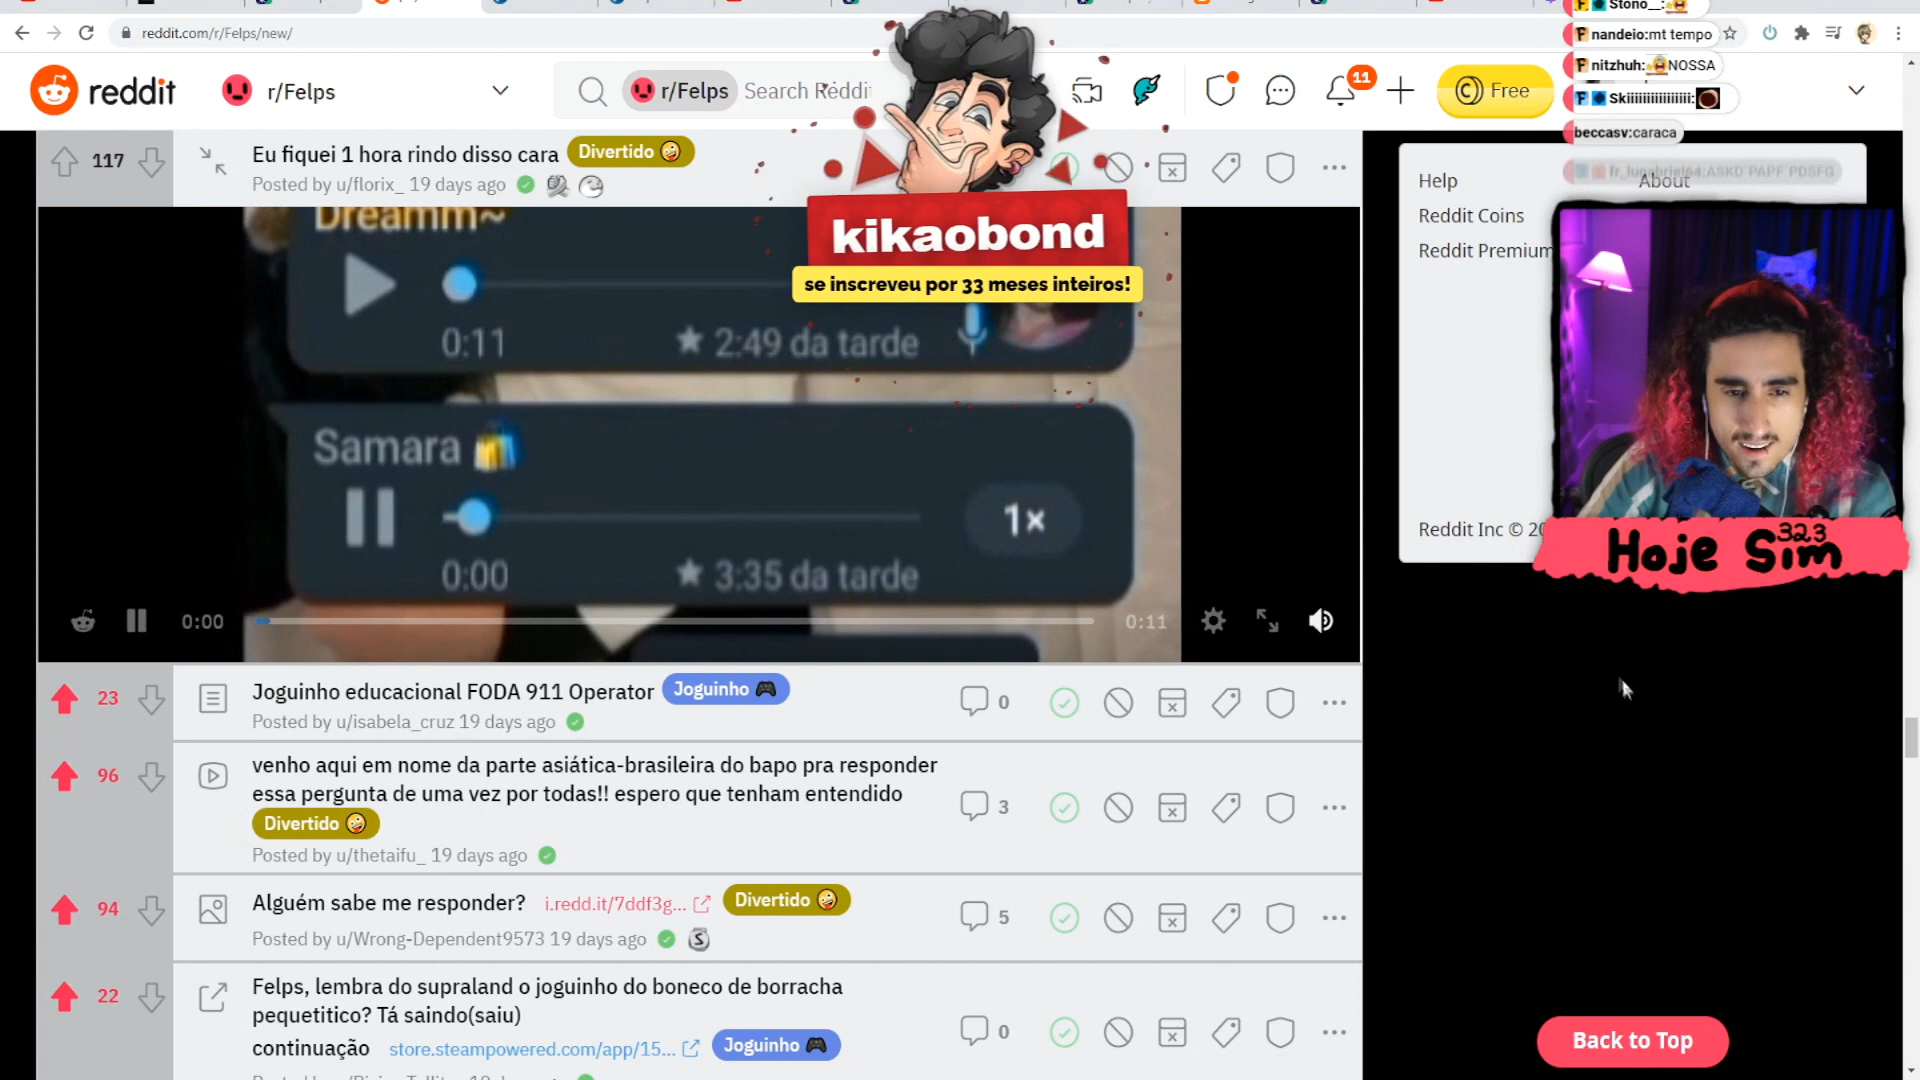 reddit.com/r/Felps/new/
reddit
r/Felps
r/Felps
Search Reddit
11
Free
Stono__:
nandeio:mt tempo
nitzhuh: NOSSA
Skiiiiiiiiiiiiiiii:
beccasv:caraca
117
Eu fiquei 1 hora rindo disso cara
Divertido
Posted by u/florix_ 19 days ago
kikaobond
se inscreveu por 33 meses inteiros!
Dreamm~
0:11
2:49 da tarde
Samara
1x
0:00
3:35 da tarde
0:00
0:11
Help
About
Reddit Coins
Reddit Premium
Reddit Inc © 20
Hoje Sim
323
23
Joguinho educacional FODA 911 Operator
Joguinho
Posted by u/isabela_cruz 19 days ago
0
96
venho aqui em nome da parte asiática-brasileira do bapo pra responder
essa pergunta de uma vez por todas!! espero que tenham entendido
Divertido
Posted by u/thetaifu_ 19 days ago
3
94
Alguém sabe me responder?
i.redd.it/7ddf3g...
Divertido
Posted by u/Wrong-Dependent9573 19 days ago
5
22
Felps, lembra do supraland o joguinho do boneco de borracha
pequetitico? Tá saindo(saiu)
continuação
store.steampowered.com/app/15...
Joguinho
0
Back to Top